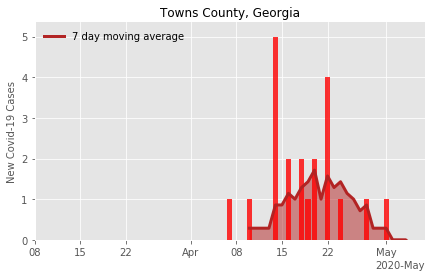 Towns County, Georgia
7 day moving average
New Covid-19 Cases
5
4
3
2
1
0
08 15 22 Apr 08 15 22 May
2020-May